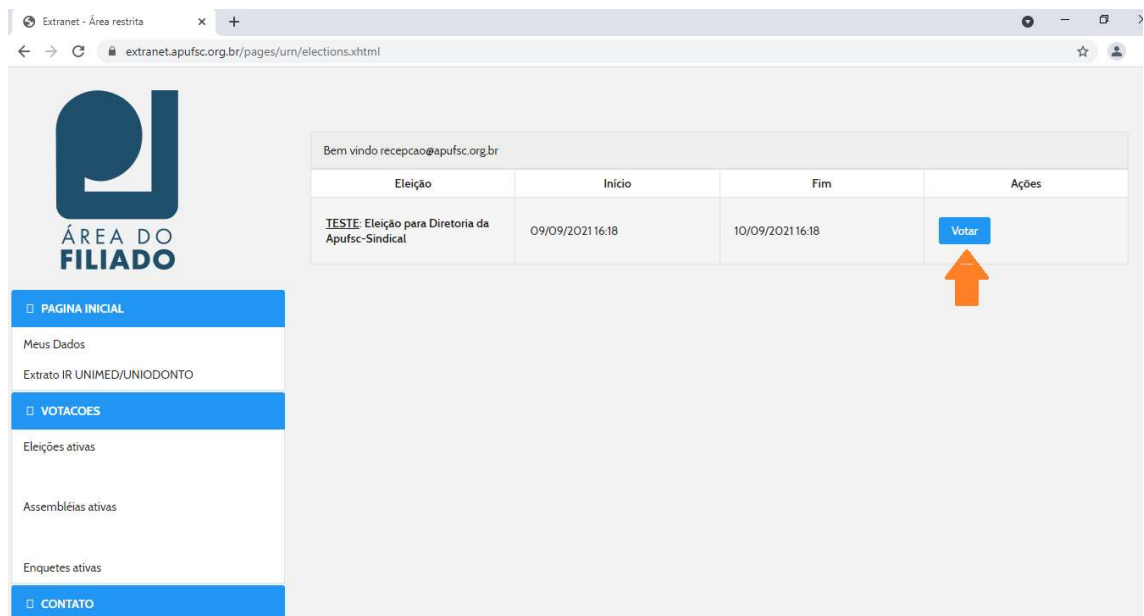 Extranet - Área restrita
extranet.apufsc.org.br/pages/urn/elections.xhtml
ÁREA DO
FILIADO
PAGINA INICIAL
Meus Dados
Extrato IR UNIMED/UNIODONTO
VOTACOES
Eleições ativas
Assembléias ativas
Enquetes ativas
CONTATO
Bem vindo recepcao@apufsc.org.br
Eleição Início Fim Ações
TESTE: Eleição para Diretoria da
Apufsc-Sindical
09/09/2021 16:18 10/09/2021 16:18 Votar